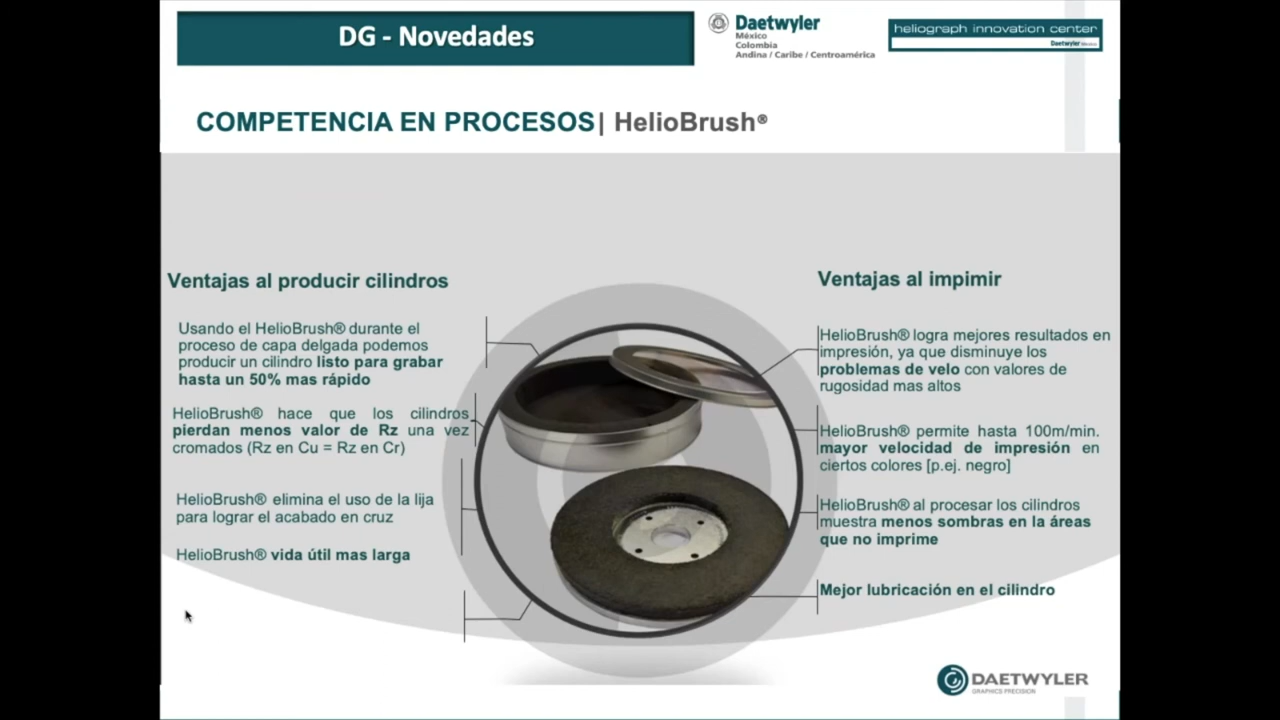 DG - Novedades
Daetwyler
México
Colombia
Andina / Caribe / Centroamérica
heliograph innovation center
Daetwyler
COMPETENCIA EN PROCESOS| HelioBrush®
Ventajas al producir cilindros
Usando el HelioBrush® durante el
proceso de capa delgada podemos
producir un cilindro listo para grabar
hasta un 50% mas rápido
HelioBrush® hace que los cilindros
pierdan menos valor de Rz una vez
cromados (Rz en Cu = Rz en Cr)
HelioBrush® elimina el uso de la lija
para lograr el acabado en cruz
HelioBrush® vida útil mas larga
Ventajas al impimir
HelioBrush® logra mejores resultados en
impresión, ya que disminuye los
problemas de velo con valores de
rugosidad mas altos
HelioBrush® permite hasta 100m/min.
mayor velocidad de impresión en
ciertos colores [p.ej. negro]
HelioBrush® al procesar los cilindros
muestra menos sombras en la áreas
que no imprime
Mejor lubricación en el cilindro
DAETWYLER
GRAPHICS PRECISION